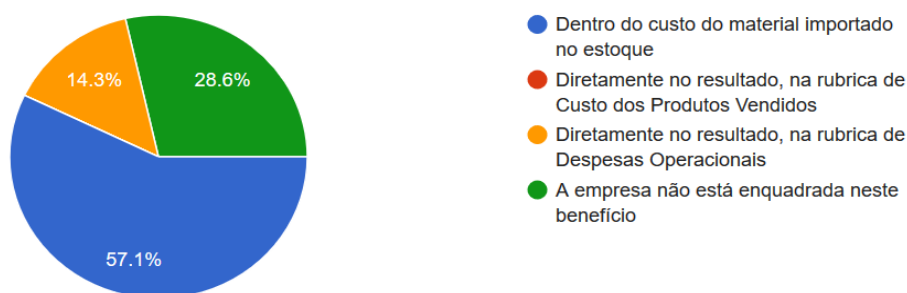 14.3%
28.6%
57.1%
Dentro do custo do material importado
no estoque
Diretamente no resultado, na rubrica de
Custo dos Produtos Vendidos
Diretamente no resultado, na rubrica de
Despesas Operacionais
A empresa não está enquadrada neste
benefício